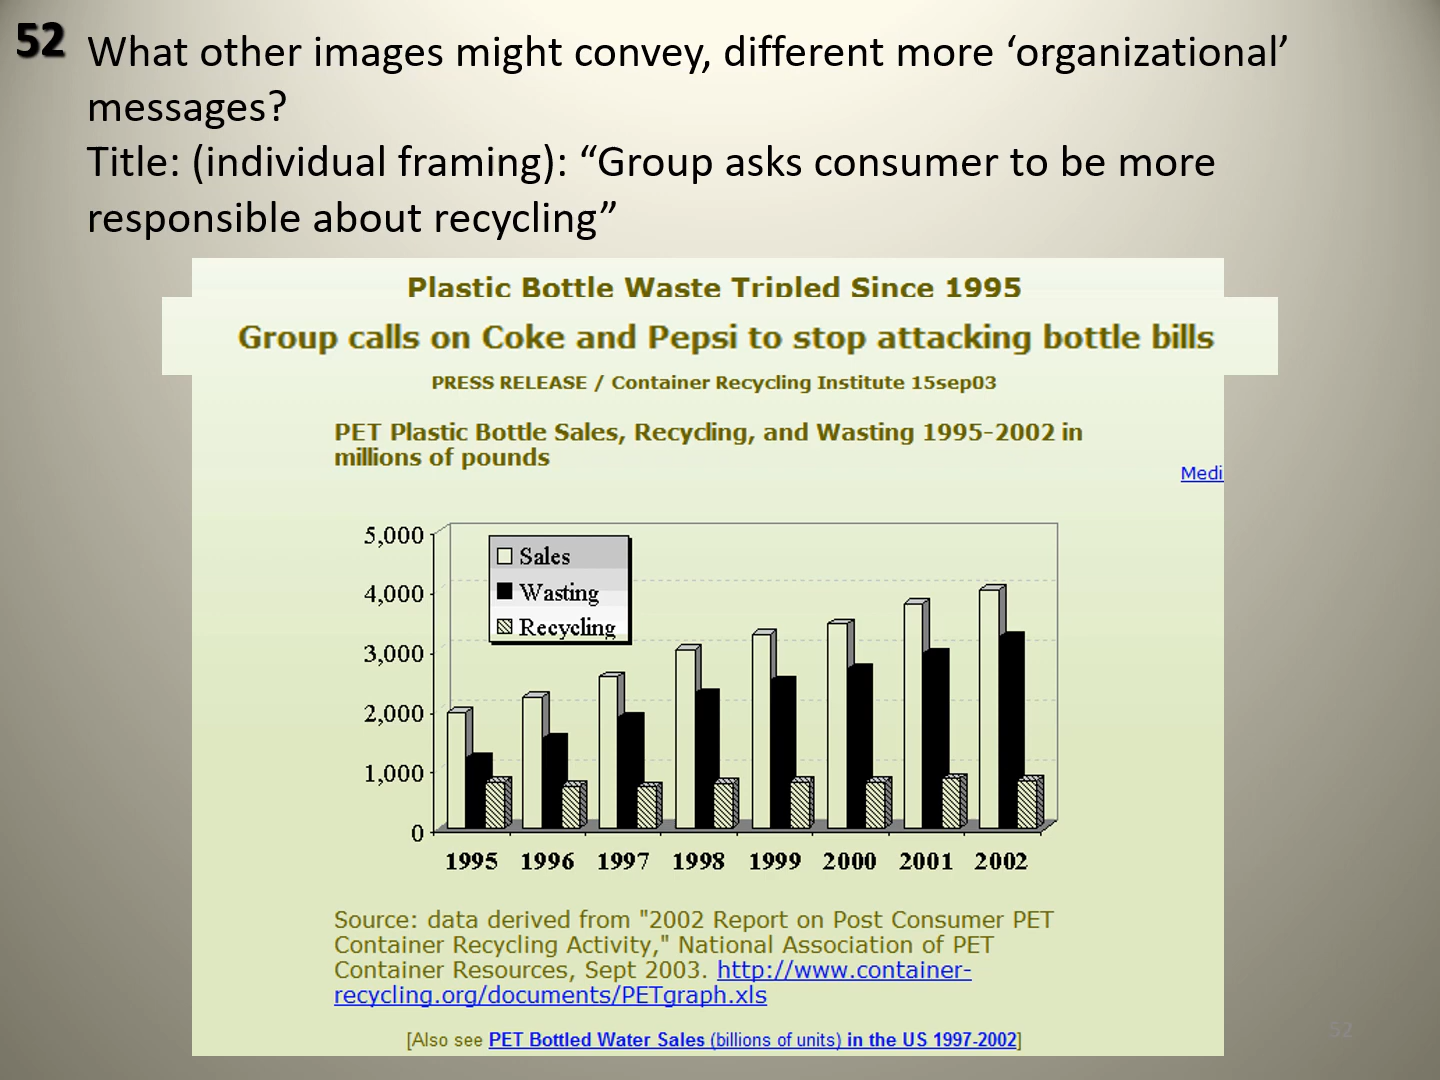 52
What other images might convey, different more ‘organizational’
messages?
Title: (individual framing): “Group asks consumer to be more
responsible about recycling”
Plastic Bottle Waste Tripled Since 1995
Group calls on Coke and Pepsi to stop attacking bottle bills
PRESS RELEASE / Container Recycling Institute 15sep03
PET Plastic Bottle Sales, Recycling, and Wasting 1995-2002 in
millions of pounds
Medi
5,000
4,000
3,000
2,000
1,000
0
Sales
Wasting
Recycling
1995 1996 1997 1998 1999 2000 2001 2002
Source: data derived from "2002 Report on Post Consumer PET
Container Recycling Activity," National Association of PET
Container Resources, Sept 2003. http://www.container-
recycling.org/documents/PETgraph.xls
[Also see PET Bottled Water Sales (billions of units) in the US 1997-2002]
52